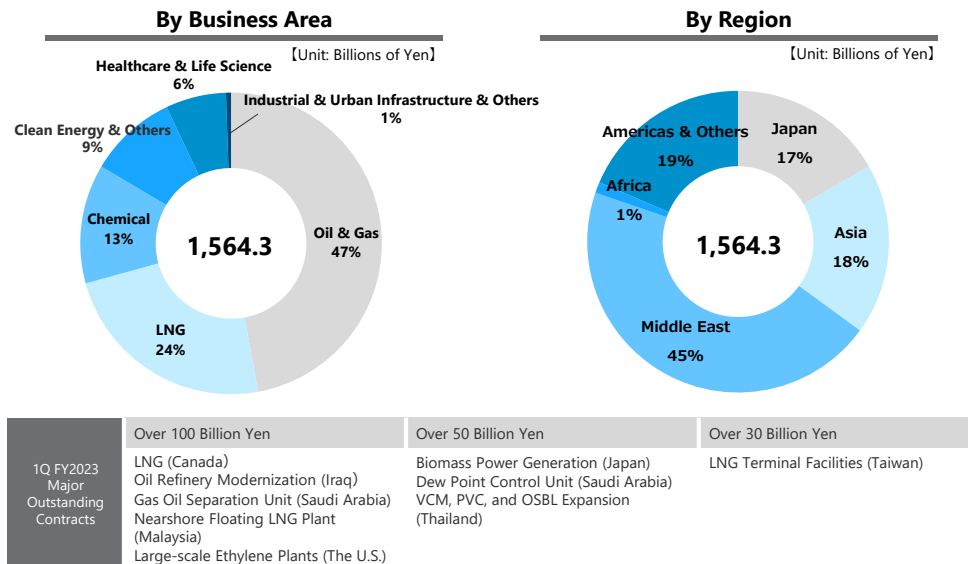 By Business Area
【Unit: Billions of Yen】
Healthcare & Life Science
6%
Industrial & Urban Infrastructure & Others
1%
Clean Energy & Others
9%
Chemical
13%
1,564.3
Oil & Gas
47%
LNG
24%
By Region
【Unit: Billions of Yen】
Americas & Others
19%
Japan
17%
Africa
1%
1,564.3
Asia
18%
Middle East
45%
1Q FY2023
Major
Outstanding
Contracts
Over 100 Billion Yen
LNG (Canada)
Oil Refinery Modernization (Iraq)
Gas Oil Separation Unit (Saudi Arabia)
Nearshore Floating LNG Plant
(Malaysia)
Large-scale Ethylene Plants (The U.S.)
Over 50 Billion Yen
Biomass Power Generation (Japan)
Dew Point Control Unit (Saudi Arabia)
VCM, PVC, and OSBL Expansion
(Thailand)
Over 30 Billion Yen
LNG Terminal Facilities (Taiwan)